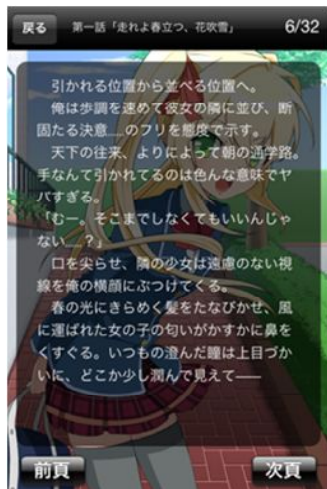 戻る 第一話「走れよ春立つ、花吹雪」 6/32
引かれる位置から並べる位置へ。
俺は歩調を速めて彼女の隣に並び、断
固たる決意……のフリを態度で示す。
天下の往来、よりによって朝の通学路。
手なんて引かれてるのは色んな意味でヤ
バすぎる。
「むー。そこまでしなくてもいいんじゃ
ない……？」
口を尖らせ、隣の少女は遠慮のない視
線を俺の横顔にぶつけてくる。
春の光にきらめく髪をたなびかせ、風
に運ばれた女の子の匂いがかすかに鼻を
くすぐる。いつもの澄んだ瞳は上目づか
いに、どこか少し潤んで見えて――
前頁 次頁